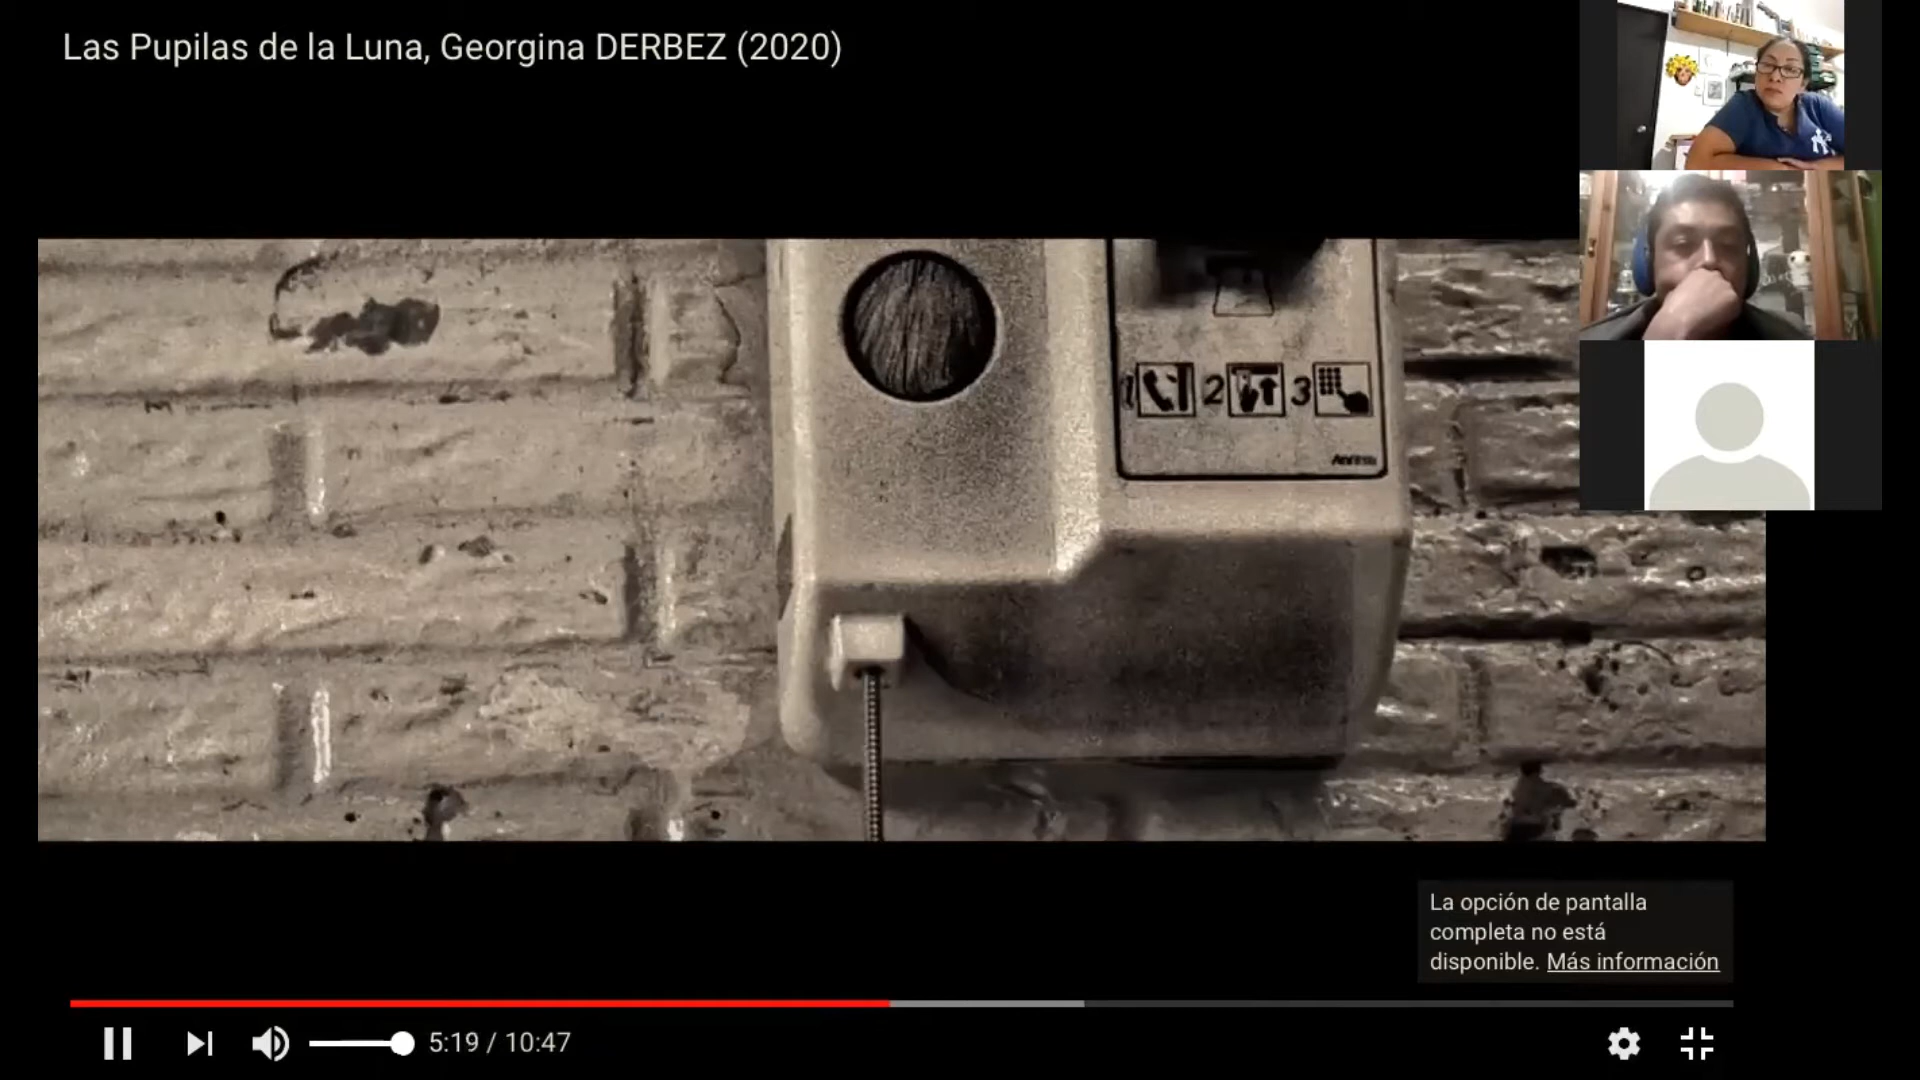 Las Pupilas de la Luna, Georgina DERBEZ (2020)
1 2 3
La opción de pantalla
completa no está
disponible. Más información
5:19 / 10:47